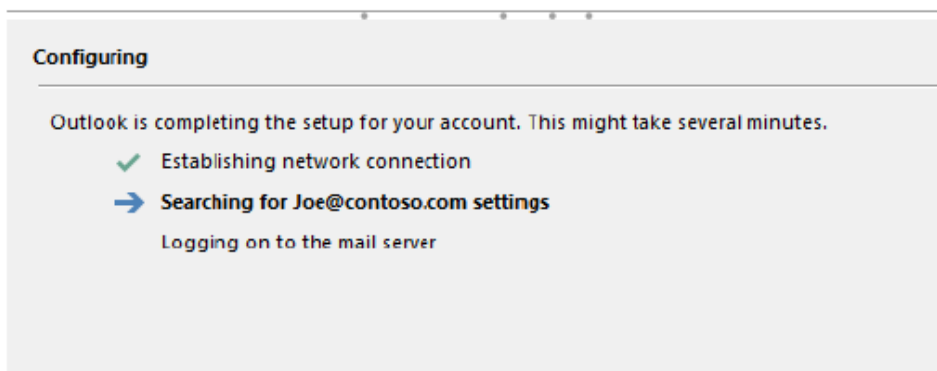 Configuring
Outlook is completing the setup for your account. This might take several minutes.
Establishing network connection
Searching for Joe@contoso.com settings
Logging on to the mail server